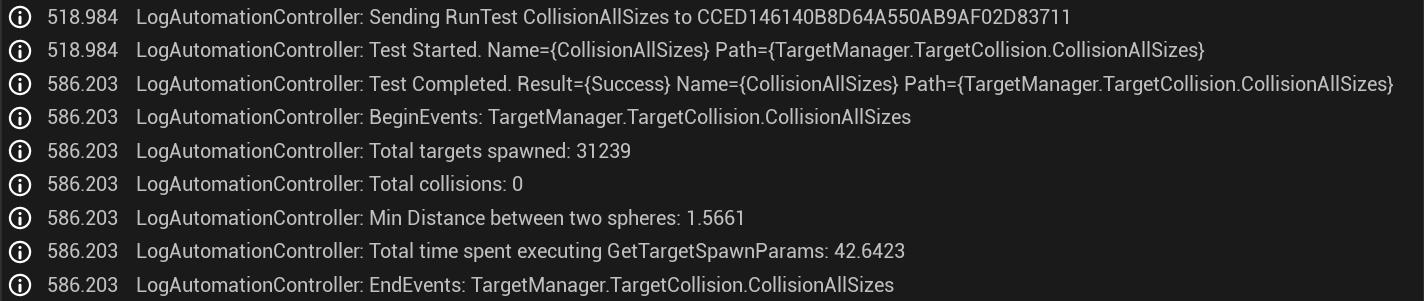 518.984 LogAutomationController: Sending RunTest CollisionAllSizes to CCED146140B8D64A550AB9AF02D83711
518.984 LogAutomationController: Test Started. Name={CollisionAllSizes} Path={TargetManager.TargetCollision.CollisionAllSizes}
586.203 LogAutomationController: Test Completed. Result={Success} Name={CollisionAllSizes} Path={TargetManager.TargetCollision.CollisionAllSizes}
586.203 LogAutomationController: BeginEvents: TargetManager.TargetCollision.CollisionAllSizes
586.203 LogAutomationController: Total targets spawned: 31239
586.203 LogAutomationController: Total collisions: 0
586.203 LogAutomationController: Min Distance between two spheres: 1.5661
586.203 LogAutomationController: Total time spent executing GetTargetSpawnParams: 42.6423
586.203 LogAutomationController: EndEvents: TargetManager.TargetCollision.CollisionAllSizes